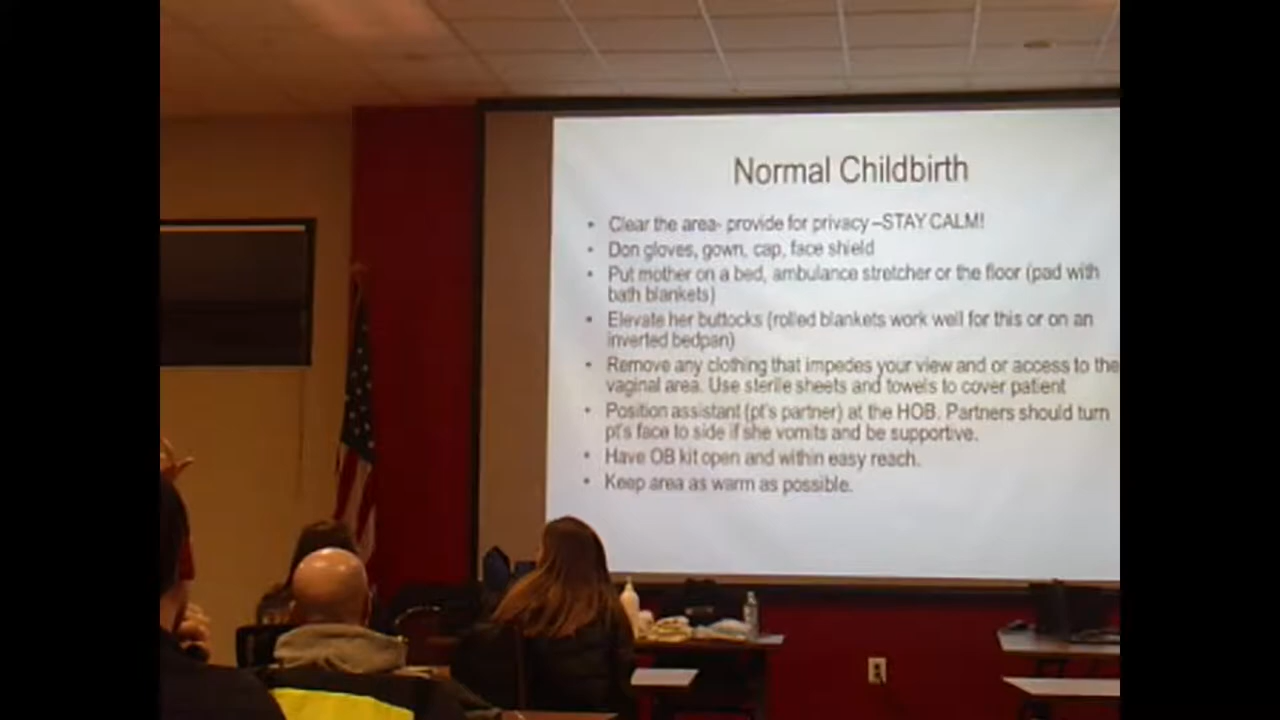 Normal Childbirth
• Clear the area- provide for privacy –STAY CALM!
• Don gloves, gown, cap, face shield
• Put mother on a bed, ambulance stretcher or the floor (pad with
bath blankets)
• Elevate her buttocks (rolled blankets work well for this or on an
inverted bedpan)
• Remove any clothing that impedes your view and or access to the
vaginal area. Use sterile sheets and towels to cover patient
• Position assistant (pt's partner) at the HOB. Partners should turn
pt's face to side if she vomits and be supportive.
• Have OB kit open and within easy reach.
• Keep area as warm as possible.